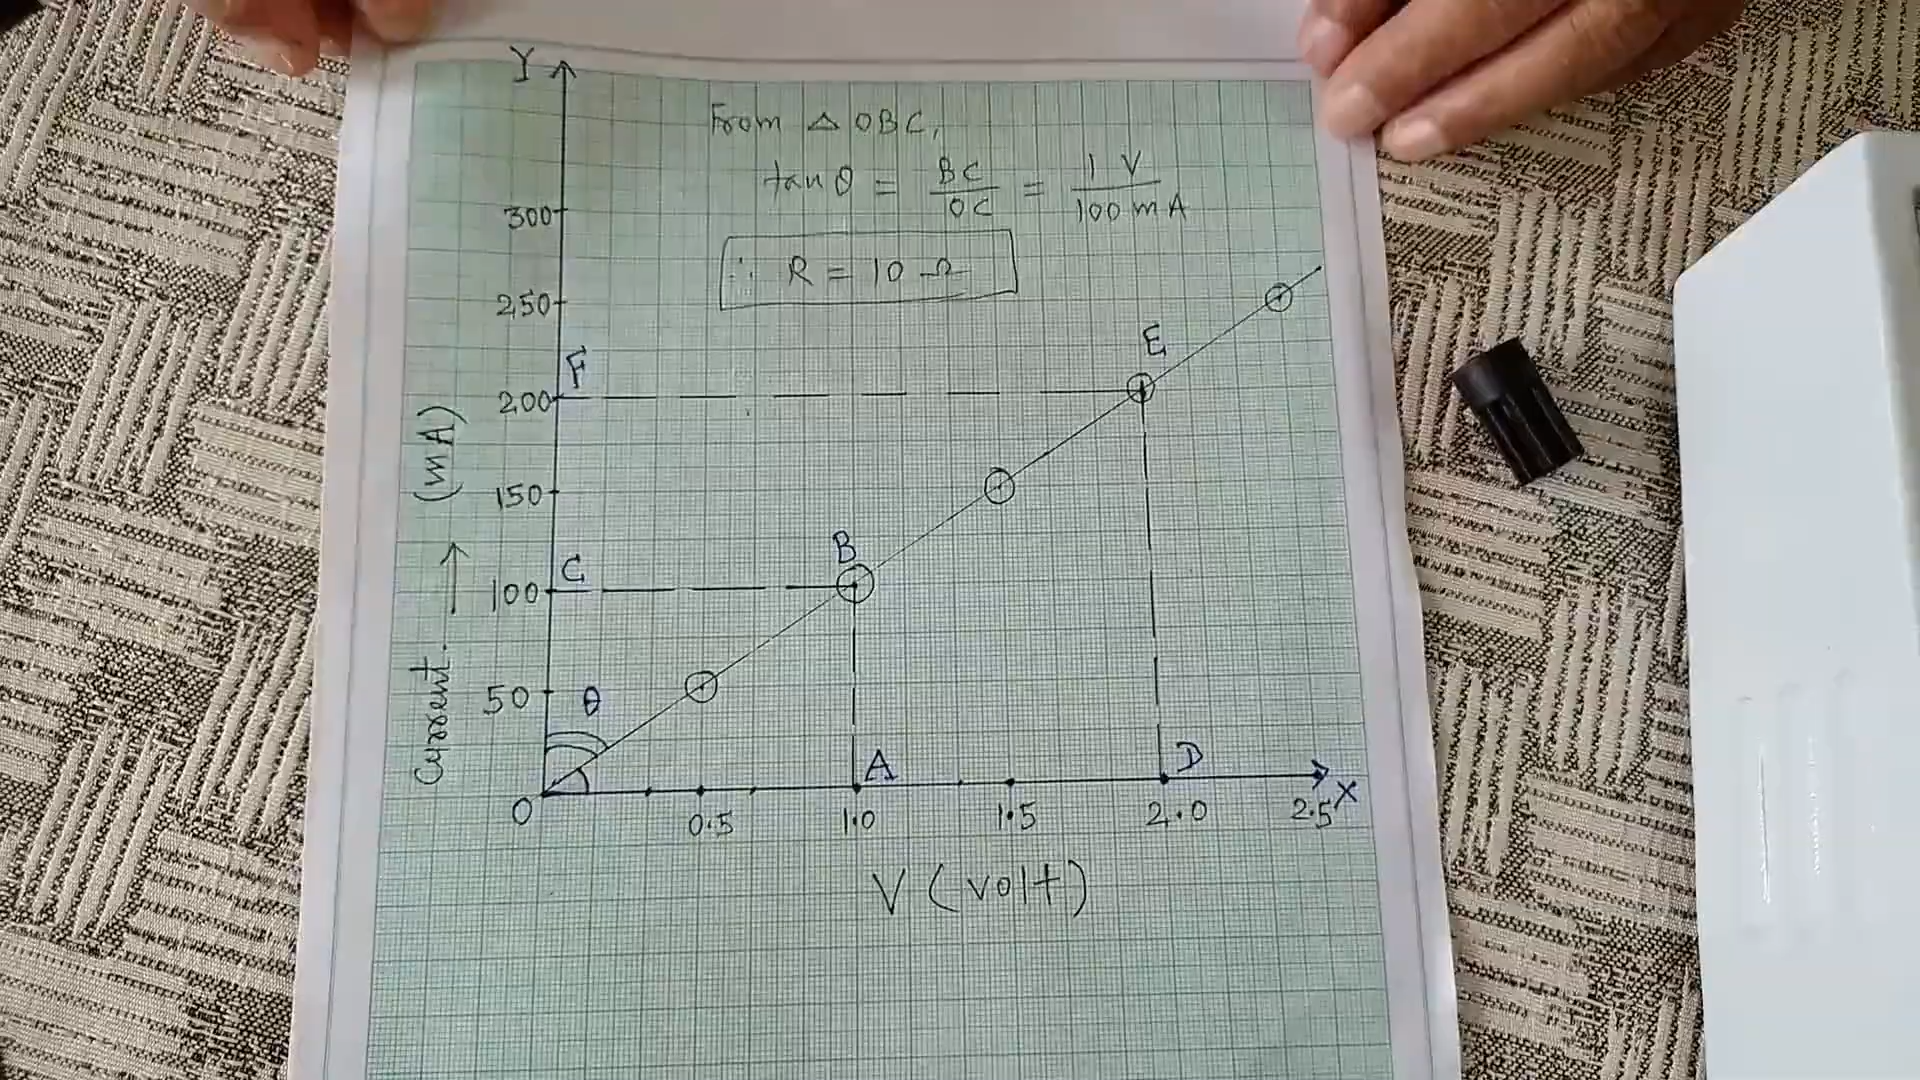 Y
From △OBC,
tan θ = BC/OC = 1 V/100 mA
∴ R = 10 Ω
300
250
E
F
200
150
B
C
100
50
θ
Current → (mA)
A
D
O
0.5
1.0
1.5
2.0
2.5
X
V (volt)